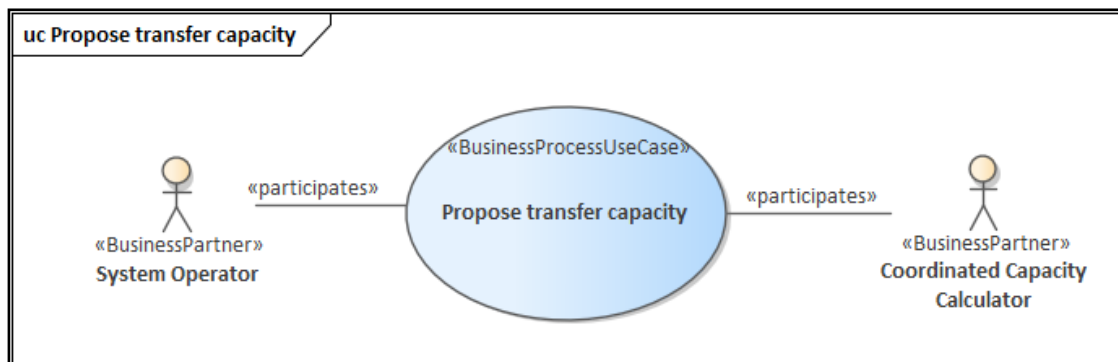 uc Propose transfer capacity
«BusinessProcessUseCase»
Propose transfer capacity
«participates»
«participates»
«BusinessPartner»
System Operator
«BusinessPartner»
Coordinated Capacity
Calculator